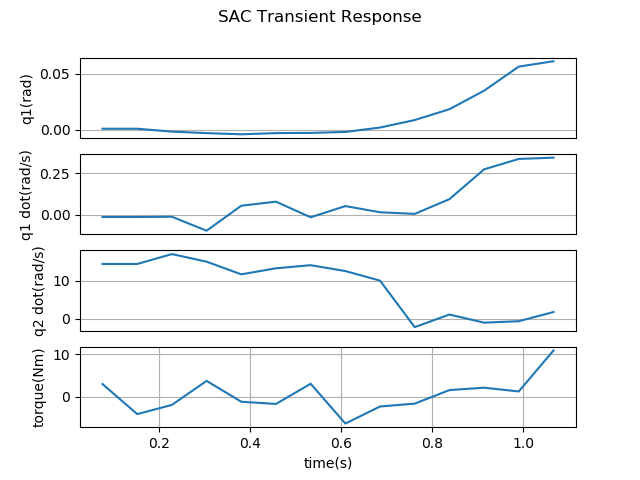 SAC Transient Response
q1(rad)
0.05
0.00
q1 dot(rad/s)
0.25
0.00
q2 dot(rad/s)
10
0
torque(Nm)
10
0
0.2 0.4 0.6 0.8 1.0
time(s)